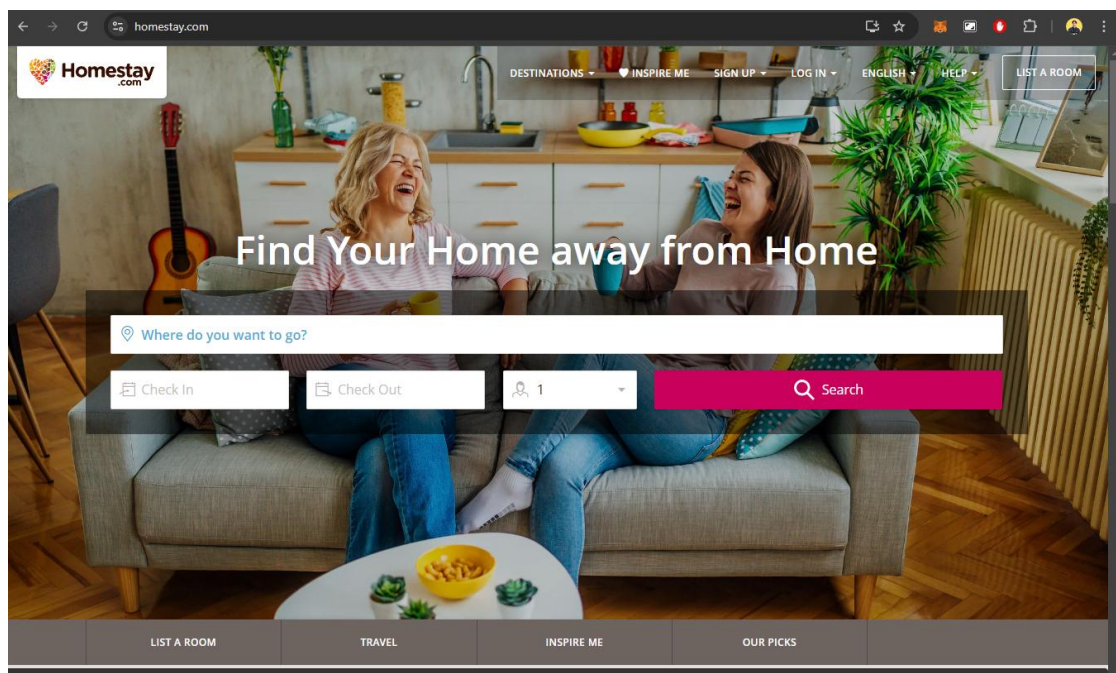 homestay.com
Homestay
.com
DESTINATIONS
INSPIRE ME
SIGN UP
LOG IN
ENGLISH
HELP
LIST A ROOM
Find Your Home away from Home
Where do you want to go?
Check In
Check Out
1
Search
LIST A ROOM
TRAVEL
INSPIRE ME
OUR PICKS